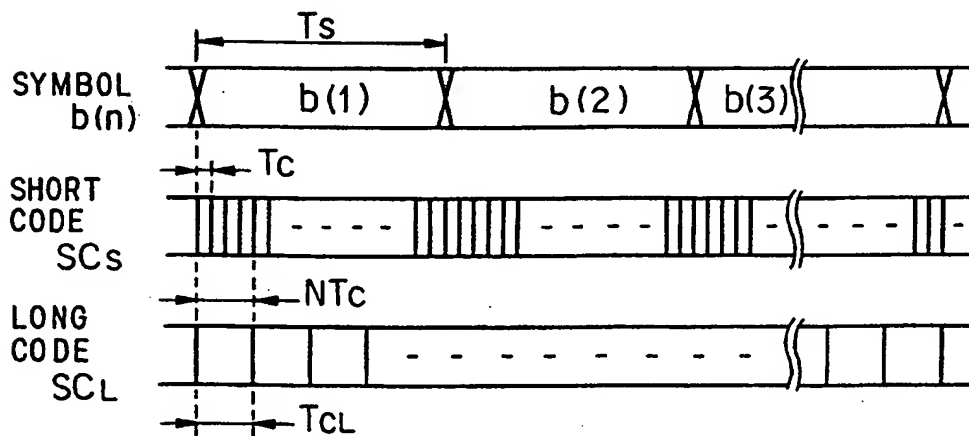 Ts
SYMBOL
b(n)
b(1) b(2) b(3)
Tc
SHORT
CODE
SCs
NTc
LONG
CODE
SCL
TCL